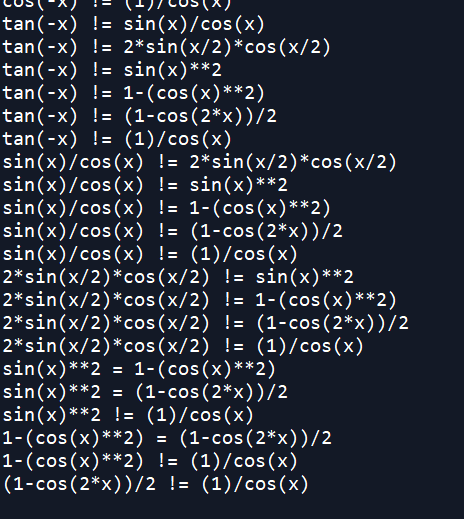 cos(-x) != (1)/cos(x)
tan(-x) != sin(x)/cos(x)
tan(-x) != 2*sin(x/2)*cos(x/2)
tan(-x) != sin(x)**2
tan(-x) != 1-(cos(x)**2)
tan(-x) != (1-cos(2*x))/2
tan(-x) != (1)/cos(x)
sin(x)/cos(x) != 2*sin(x/2)*cos(x/2)
sin(x)/cos(x) != sin(x)**2
sin(x)/cos(x) != 1-(cos(x)**2)
sin(x)/cos(x) != (1-cos(2*x))/2
sin(x)/cos(x) != (1)/cos(x)
2*sin(x/2)*cos(x/2) != sin(x)**2
2*sin(x/2)*cos(x/2) != 1-(cos(x)**2)
2*sin(x/2)*cos(x/2) != (1-cos(2*x))/2
2*sin(x/2)*cos(x/2) != (1)/cos(x)
sin(x)**2 = 1-(cos(x)**2)
sin(x)**2 = (1-cos(2*x))/2
sin(x)**2 != (1)/cos(x)
1-(cos(x)**2) = (1-cos(2*x))/2
1-(cos(x)**2) != (1)/cos(x)
(1-cos(2*x))/2 != (1)/cos(x)